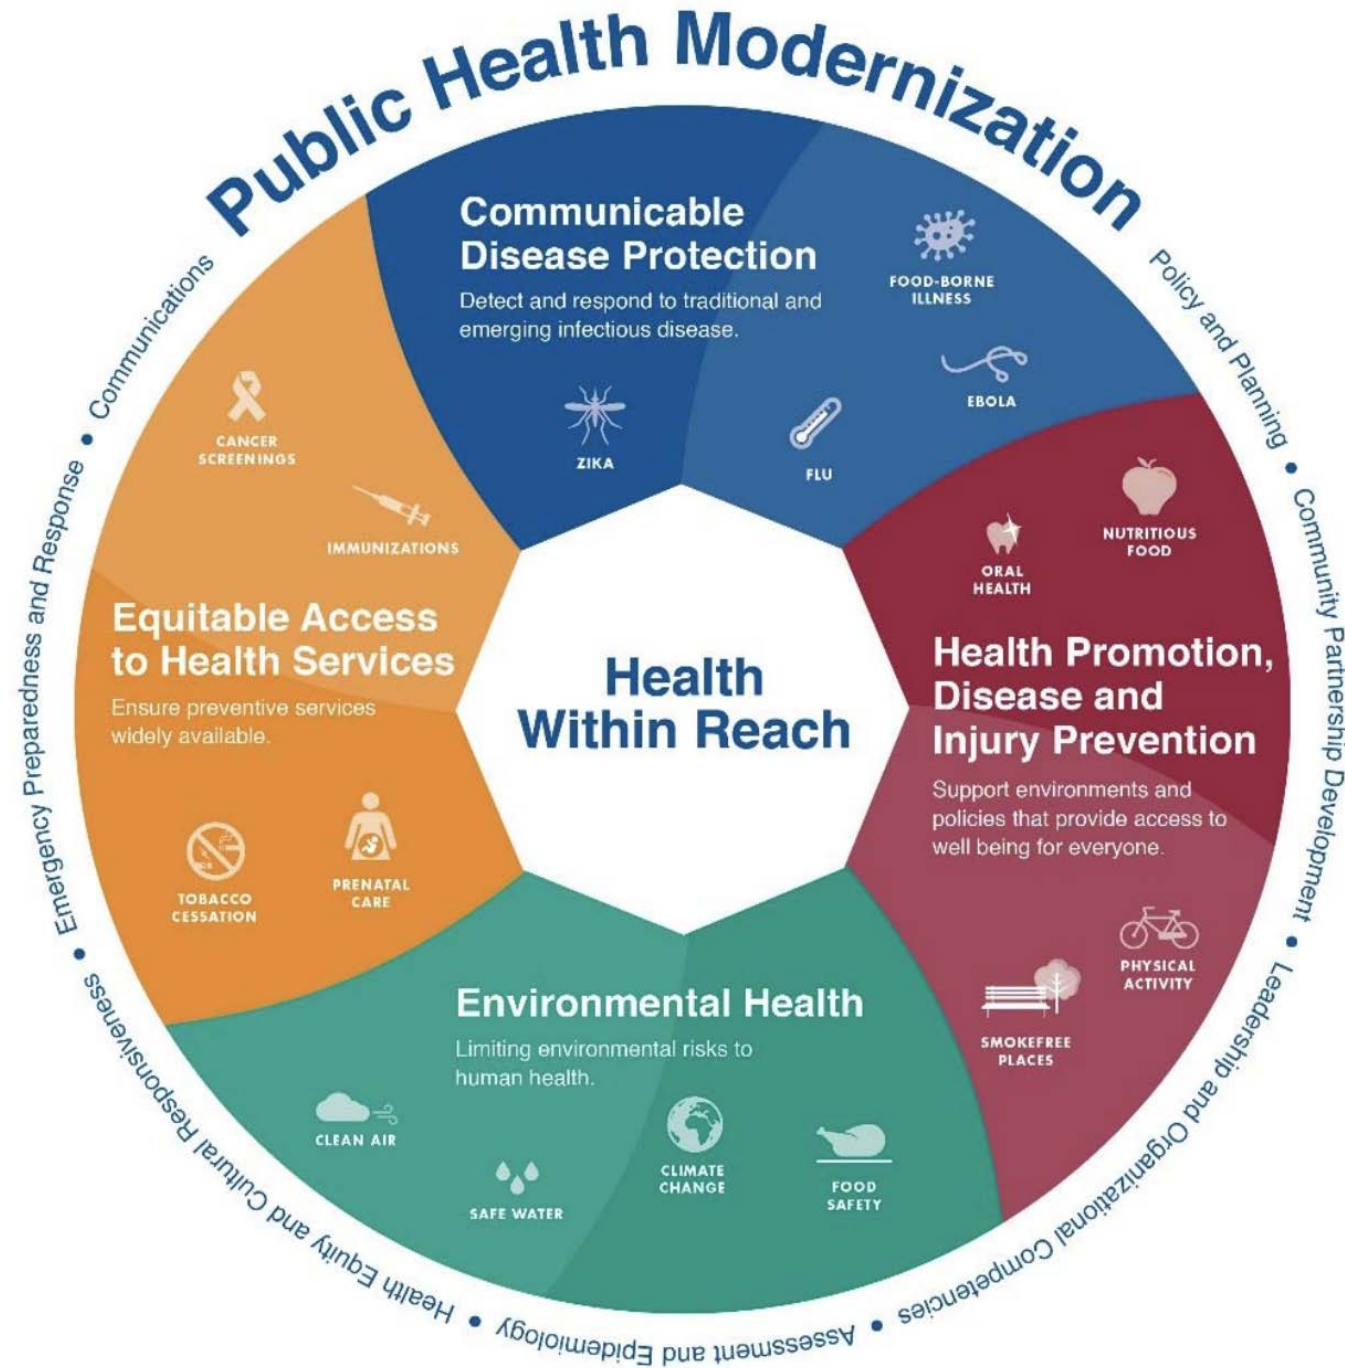 Public Health Modernization
Communicable
Disease Protection
Detect and respond to traditional and
emerging infectious disease.
ZIKA
FLU
FOOD-BORNE
ILLNESS
EBOLA
NUTRITIOUS
FOOD
ORAL
HEALTH
Health Promotion,
Disease and
Injury Prevention
Support environments and
policies that provide access to
well being for everyone.
PHYSICAL
ACTIVITY
SMOKEFREE
PLACES
Environmental Health
Limiting environmental risks to
human health.
CLEAN AIR
SAFE WATER
CLIMATE
CHANGE
FOOD
SAFETY
CANCER
SCREENINGS
IMMUNIZATIONS
Equitable Access
to Health Services
Ensure preventive services
widely available.
TOBACCO
CESSATION
PRENATAL
CARE
Health
Within Reach
Policy and Planning • Community Partnership Development • Leadership and Organizational Competencies • Assessment and Epidemiology • Health Equity and Cultural Responsiveness • Emergency Preparedness and Response • Communications